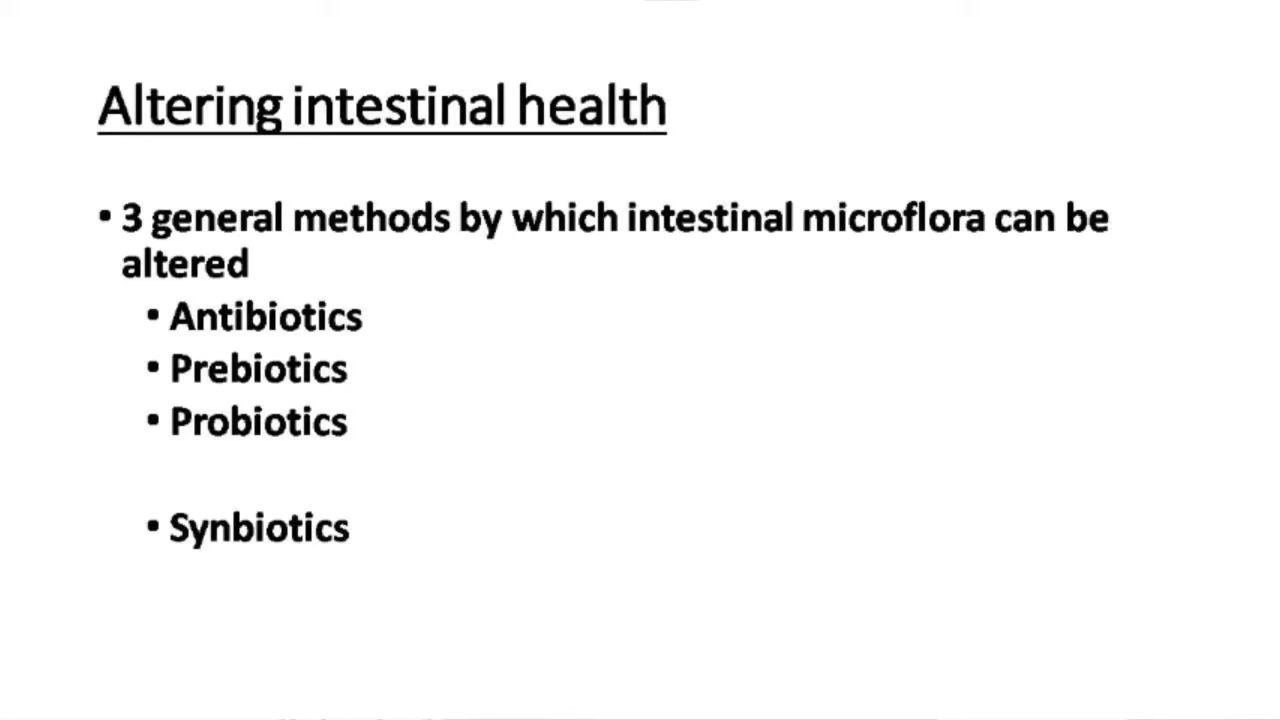 Altering intestinal health
• 3 general methods by which intestinal microflora can be
altered
• Antibiotics
• Prebiotics
• Probiotics
• Synbiotics